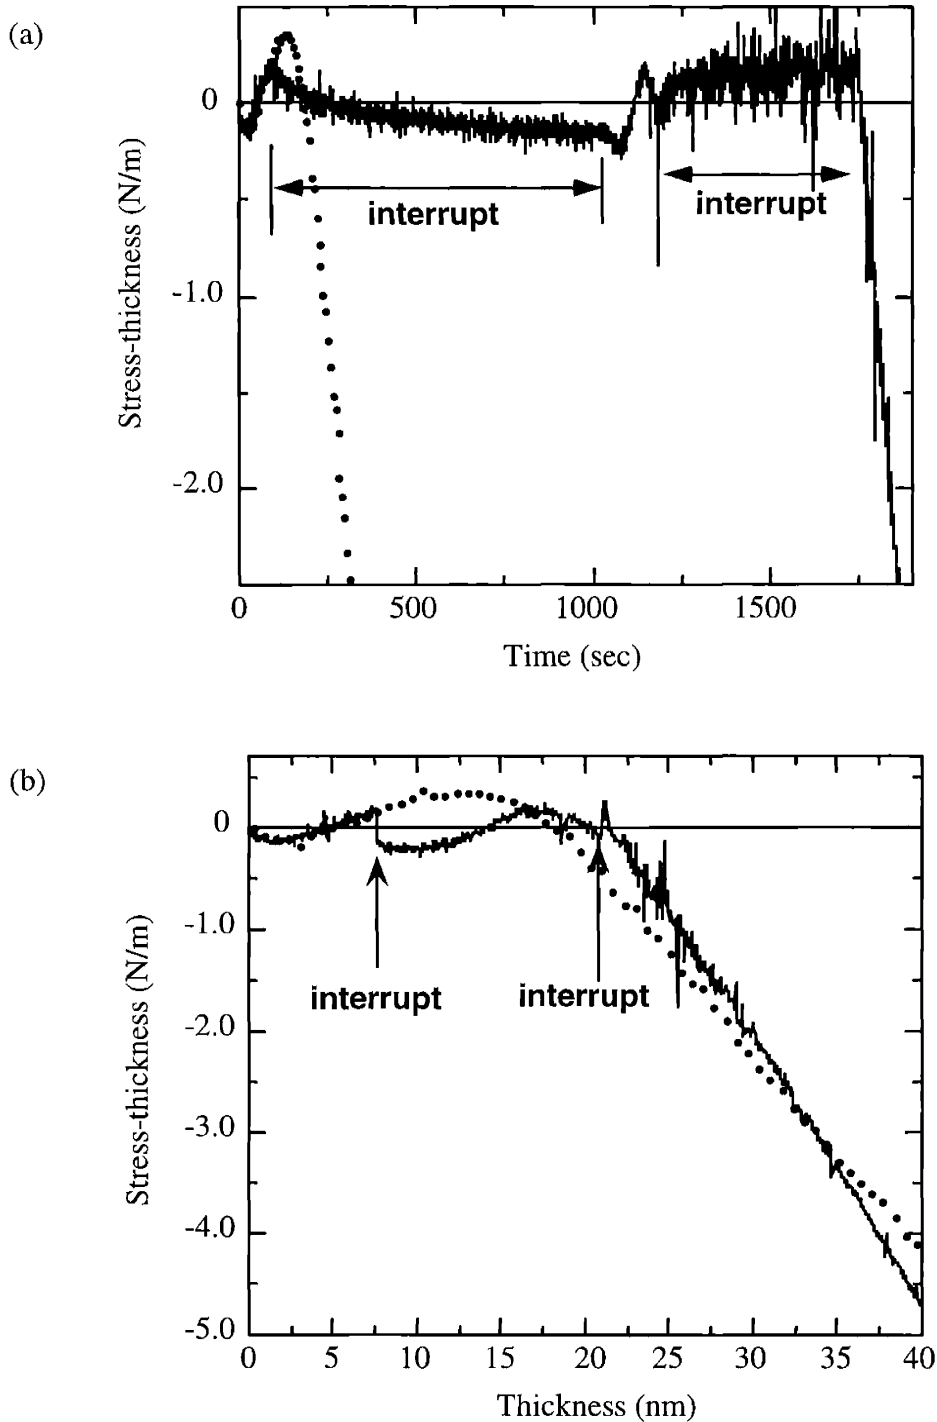 (a)
Stress-thickness (N/m)
0
-1.0
-2.0
interrupt
interrupt
0
500
1000
1500
Time (sec)
(b)
Stress-thickness (N/m)
0
-1.0
-2.0
-3.0
-4.0
-5.0
interrupt
interrupt
0
5
10
15
20
25
30
35
40
Thickness (nm)